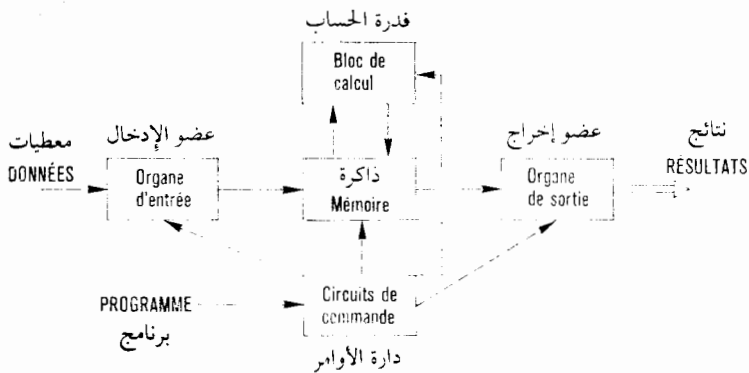 قدرة الحساب
Bloc de
calcul
معطيات
DONNÉES
عضو الإدخال
Organe
d'entrée
ذاكرة
Mémoire
عضو إخراج
Organe
de sortie
نتائج
RÉSULTATS
PROGRAMME
برنامج
Circuits de
commande
دارة الأوامر